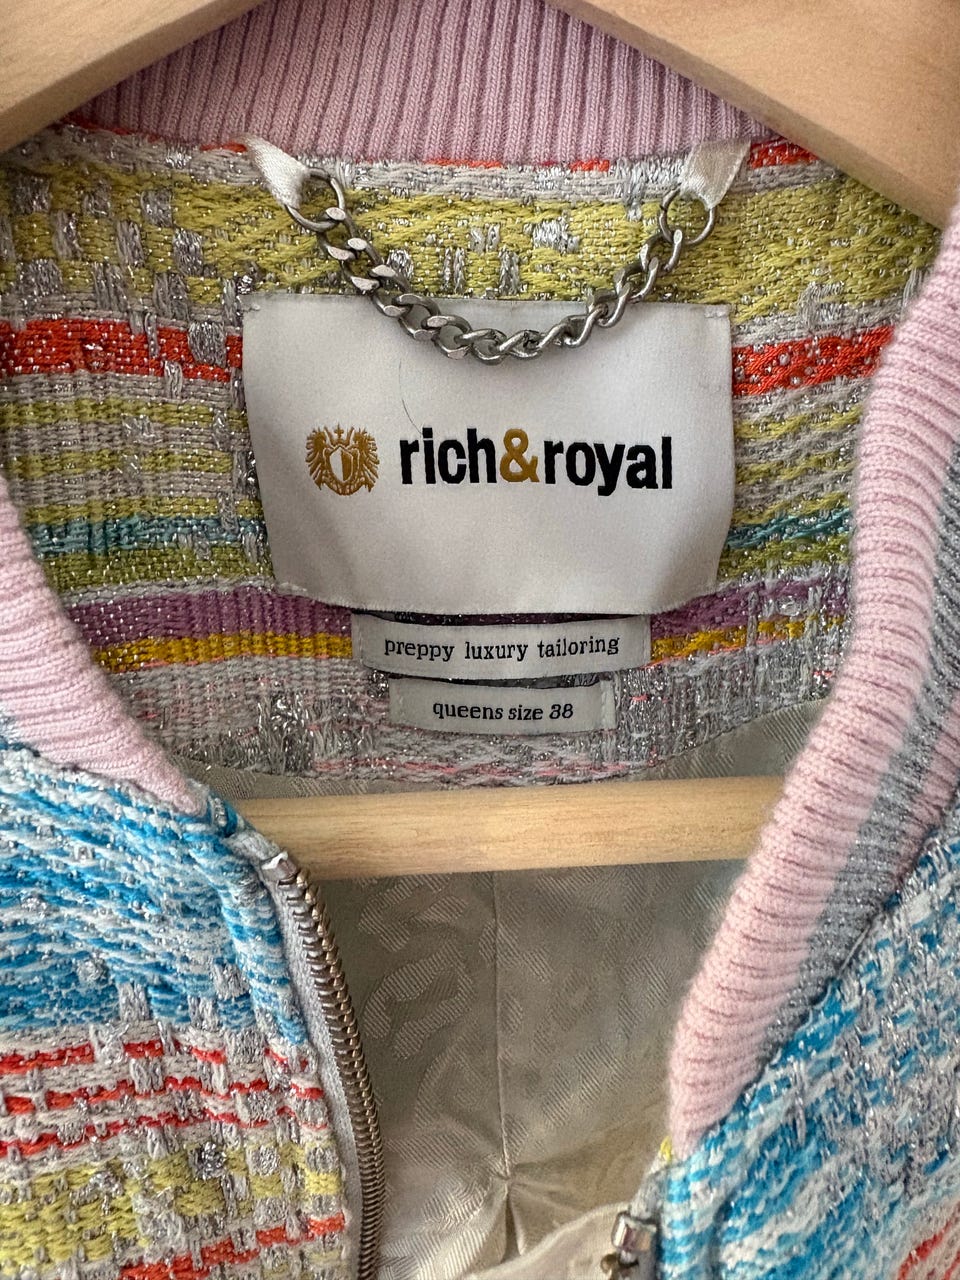 rich&royal
preppy luxury tailoring
queens size 38